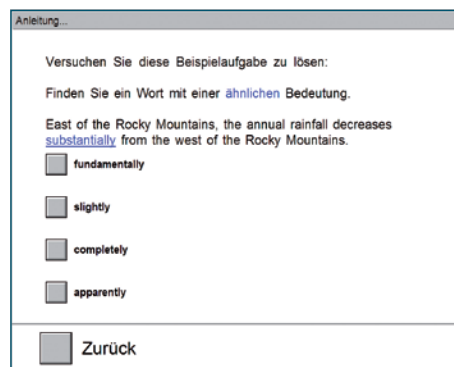 Anleitung...
Versuchen Sie diese Beispielaufgabe zu lösen:
Finden Sie ein Wort mit einer ähnlichen Bedeutung.
East of the Rocky Mountains, the annual rainfall decreases
substantially from the west of the Rocky Mountains.
fundamentally
slightly
completely
apparently
Zurück